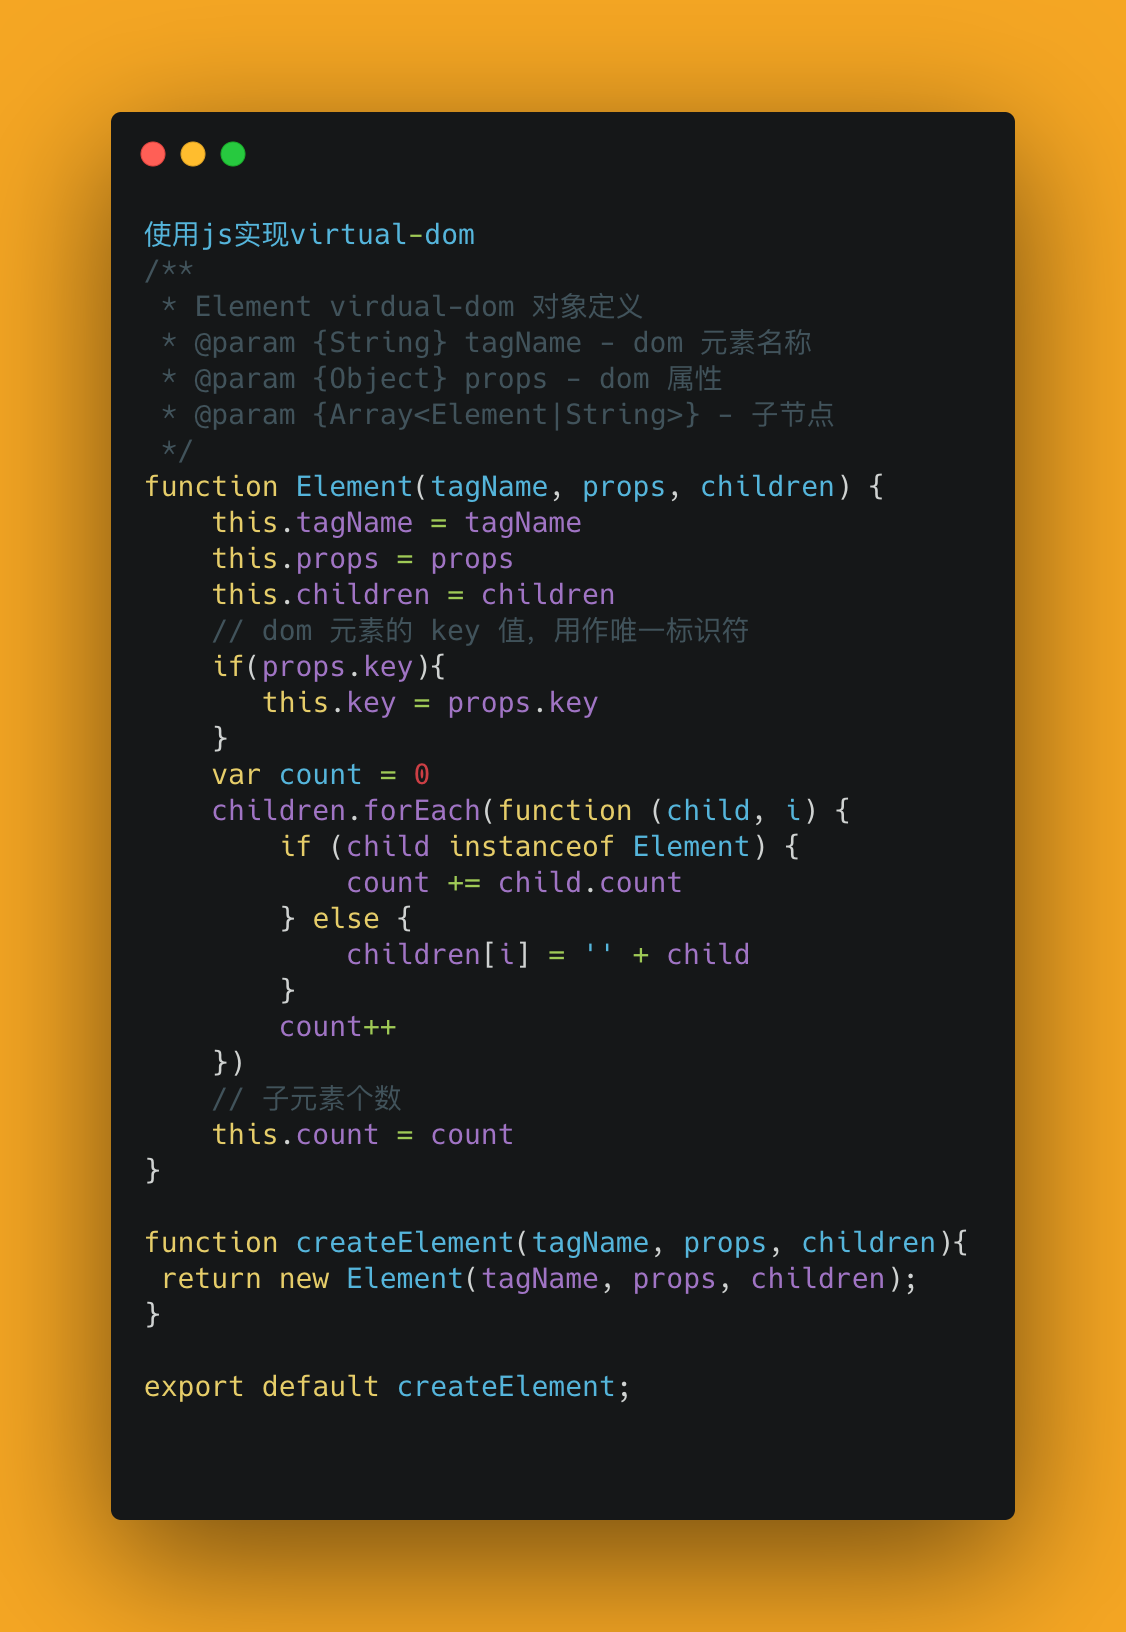 使用js实现virtual-dom
/**
 * Element virdual-dom 对象定义
 * @param {String} tagName - dom 元素名称
 * @param {Object} props - dom 属性
 * @param {Array<Element|String>} - 子节点
 */
function Element(tagName, props, children) {
    this.tagName = tagName
    this.props = props
    this.children = children
    // dom 元素的 key 值，用作唯一标识符
    if(props.key){
       this.key = props.key
    }
    var count = 0
    children.forEach(function (child, i) {
        if (child instanceof Element) {
            count += child.count
        } else {
            children[i] = '' + child
        }
        count++
    })
    // 子元素个数
    this.count = count
}

function createElement(tagName, props, children){
 return new Element(tagName, props, children);
}

export default createElement;